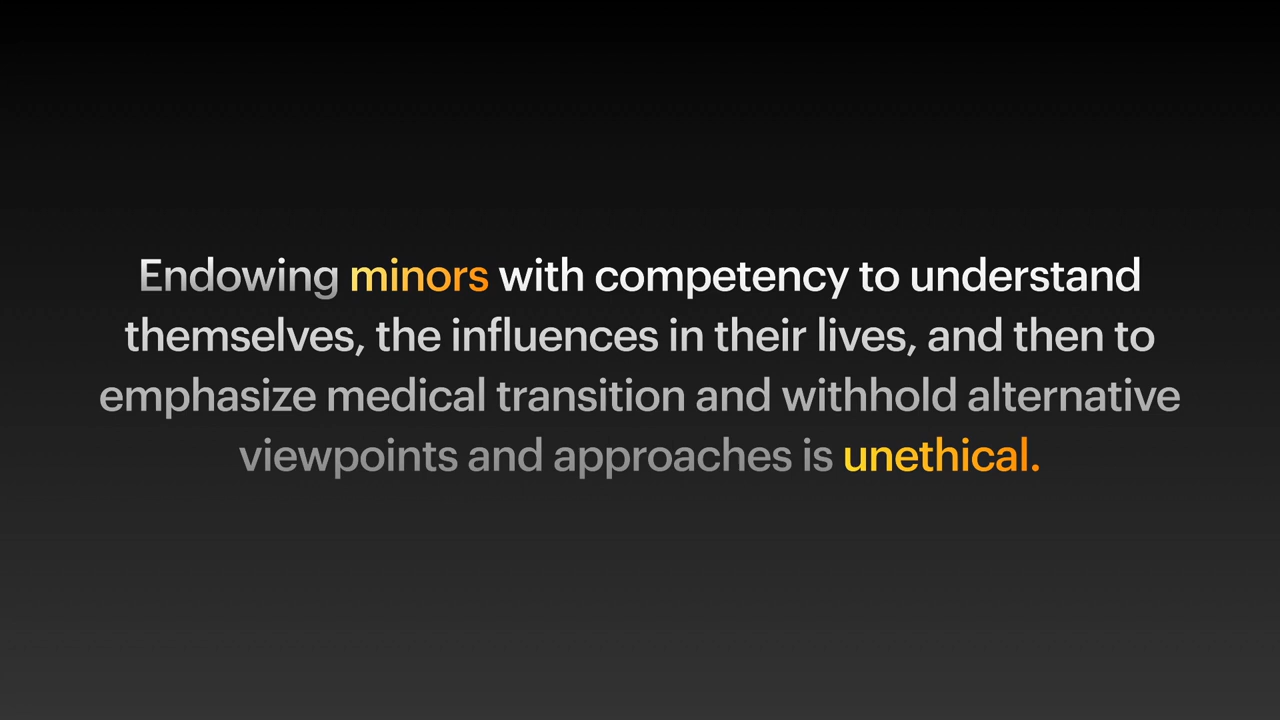 Endowing minors with competency to understand
themselves, the influences in their lives, and then to
emphasize medical transition and withhold alternative
viewpoints and approaches is unethical.